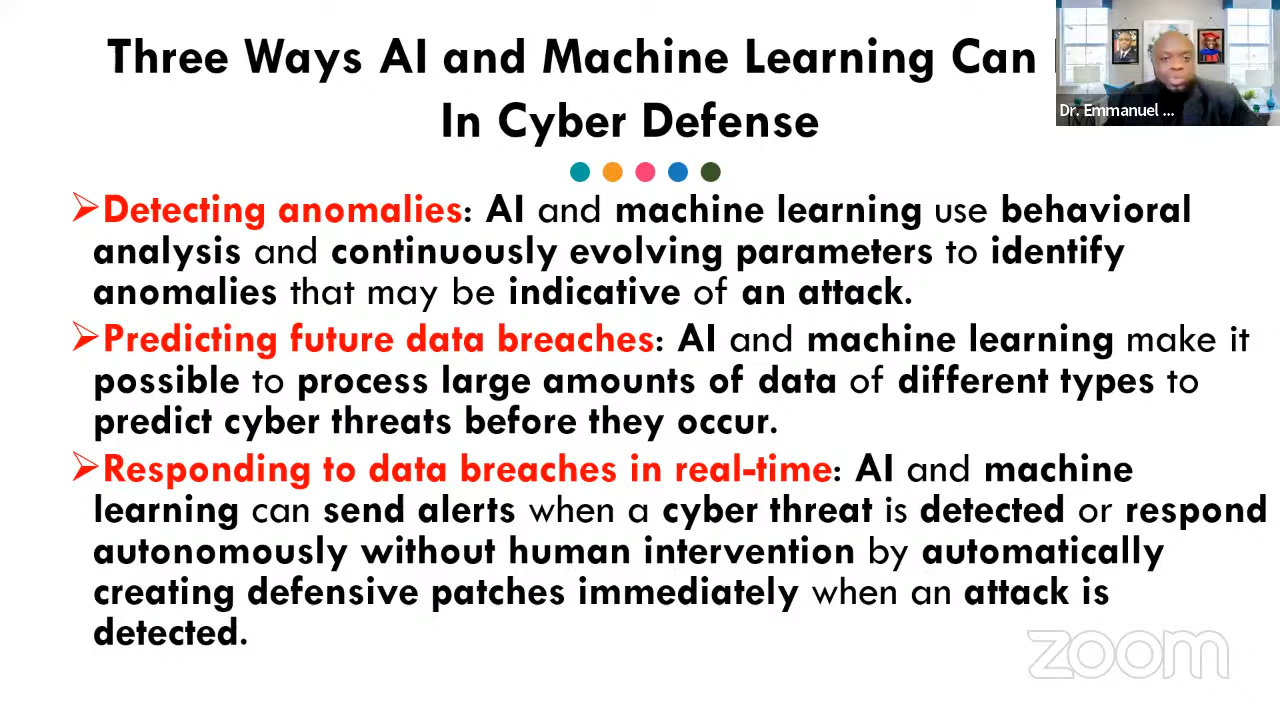 Three Ways AI and Machine Learning Can
In Cyber Defense
Dr. Emmanuel ...
➢Detecting anomalies: AI and machine learning use behavioral
analysis and continuously evolving parameters to identify
anomalies that may be indicative of an attack.
➢Predicting future data breaches: AI and machine learning make it
possible to process large amounts of data of different types to
predict cyber threats before they occur.
➢Responding to data breaches in real-time: AI and machine
learning can send alerts when a cyber threat is detected or respond
autonomously without human intervention by automatically
creating defensive patches immediately when an attack is
detected.
zoom